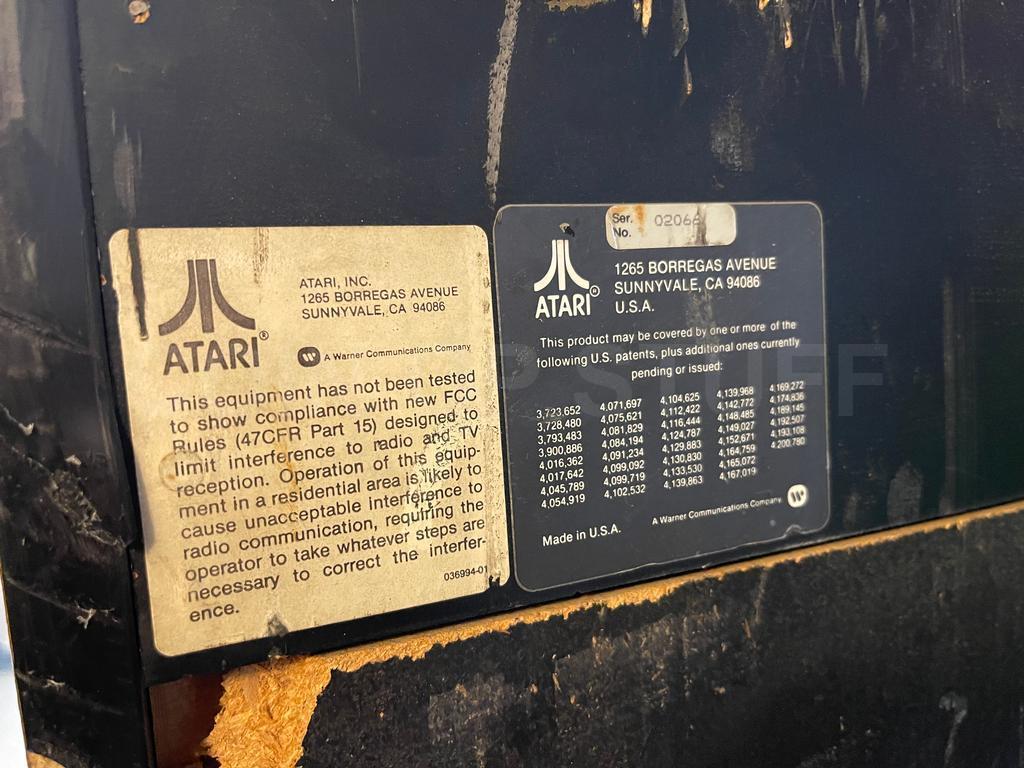 ATARI®
ATARI, INC.
1265 BORREGAS AVENUE
SUNNYVALE, CA 94086
W A Warner Communications Company
This equipment has not been tested
to show compliance with new FCC
Rules (47CFR Part 15) designed to
limit interference to radio and TV
reception. Operation of this equip-
ment in a residential area is likely to
cause unacceptable interference to
radio communication, requiring the
operator to take whatever steps are
necessary to correct the interfer-
ence.
036994-01
Ser. No. 02066
ATARI®
1265 BORREGAS AVENUE
SUNNYVALE, CA 94086
U.S.A.
This product may be covered by one or more of the
following U.S. patents, plus additional ones currently
pending or issued:
3,723,652 4,071,697 4,104,625 4,139,968 4,169,272
3,728,480 4,075,621 4,112,422 4,142,772 4,174,836
3,793,483 4,081,829 4,116,444 4,148,485 4,189,145
3,900,886 4,084,194 4,124,787 4,149,027 4,192,507
4,016,362 4,091,234 4,129,883 4,152,671 4,193,108
4,017,642 4,099,092 4,130,830 4,164,759 4,200,780
4,045,789 4,099,719 4,133,530 4,165,072
4,054,919 4,102,532 4,139,863 4,167,019
Made in U.S.A.
A Warner Communications Company W
STUFF